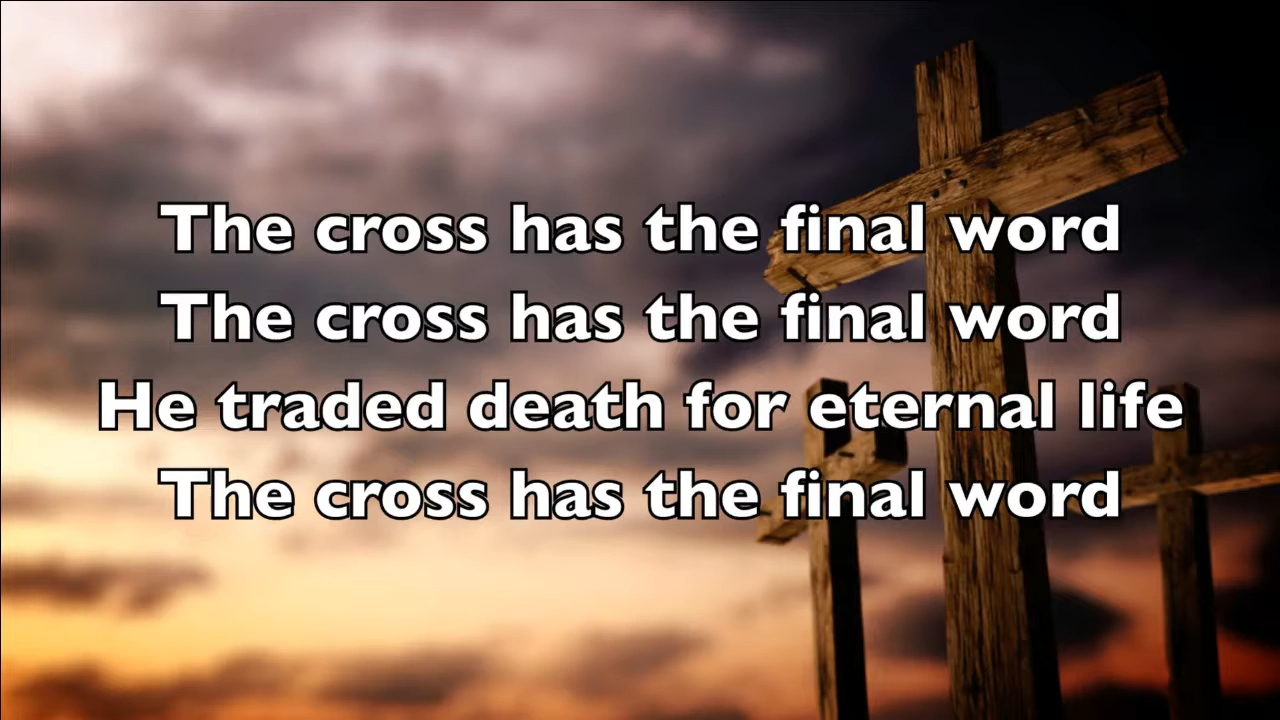 The cross has the final word
The cross has the final word
He traded death for eternal life
The cross has the final word